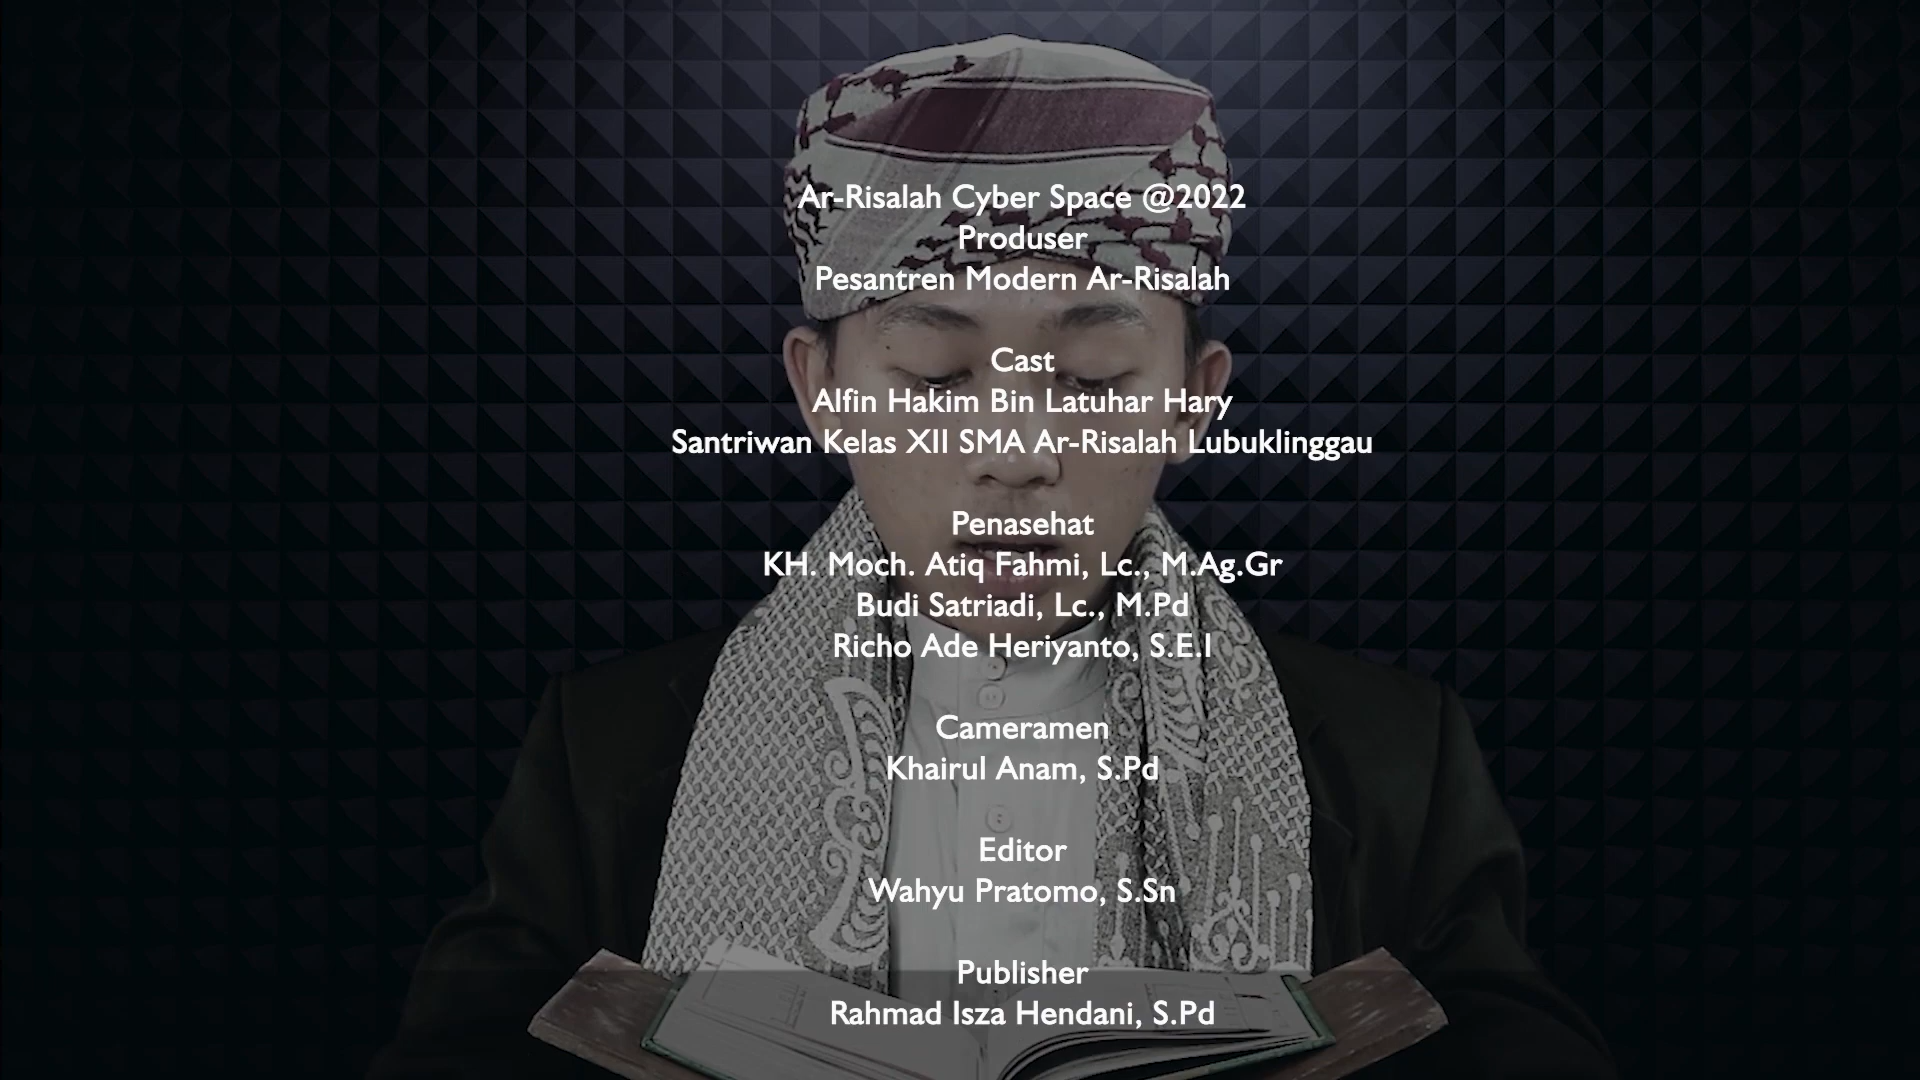 Ar-Risalah Cyber Space @2022
Produser
Pesantren Modern Ar-Risalah
Cast
Alfin Hakim Bin Latuhar Hary
Santriwan Kelas XII SMA Ar-Risalah Lubuklinggau
Penasehat
KH. Moch. Atiq Fahmi, Lc., M.Ag.Gr
Budi Satriadi, Lc., M.Pd
Richo Ade Heriyanto, S.E.I
Cameramen
Khairul Anam, S.Pd
Editor
Wahyu Pratomo, S.Sn
Publisher
Rahmad Isza Hendani, S.Pd